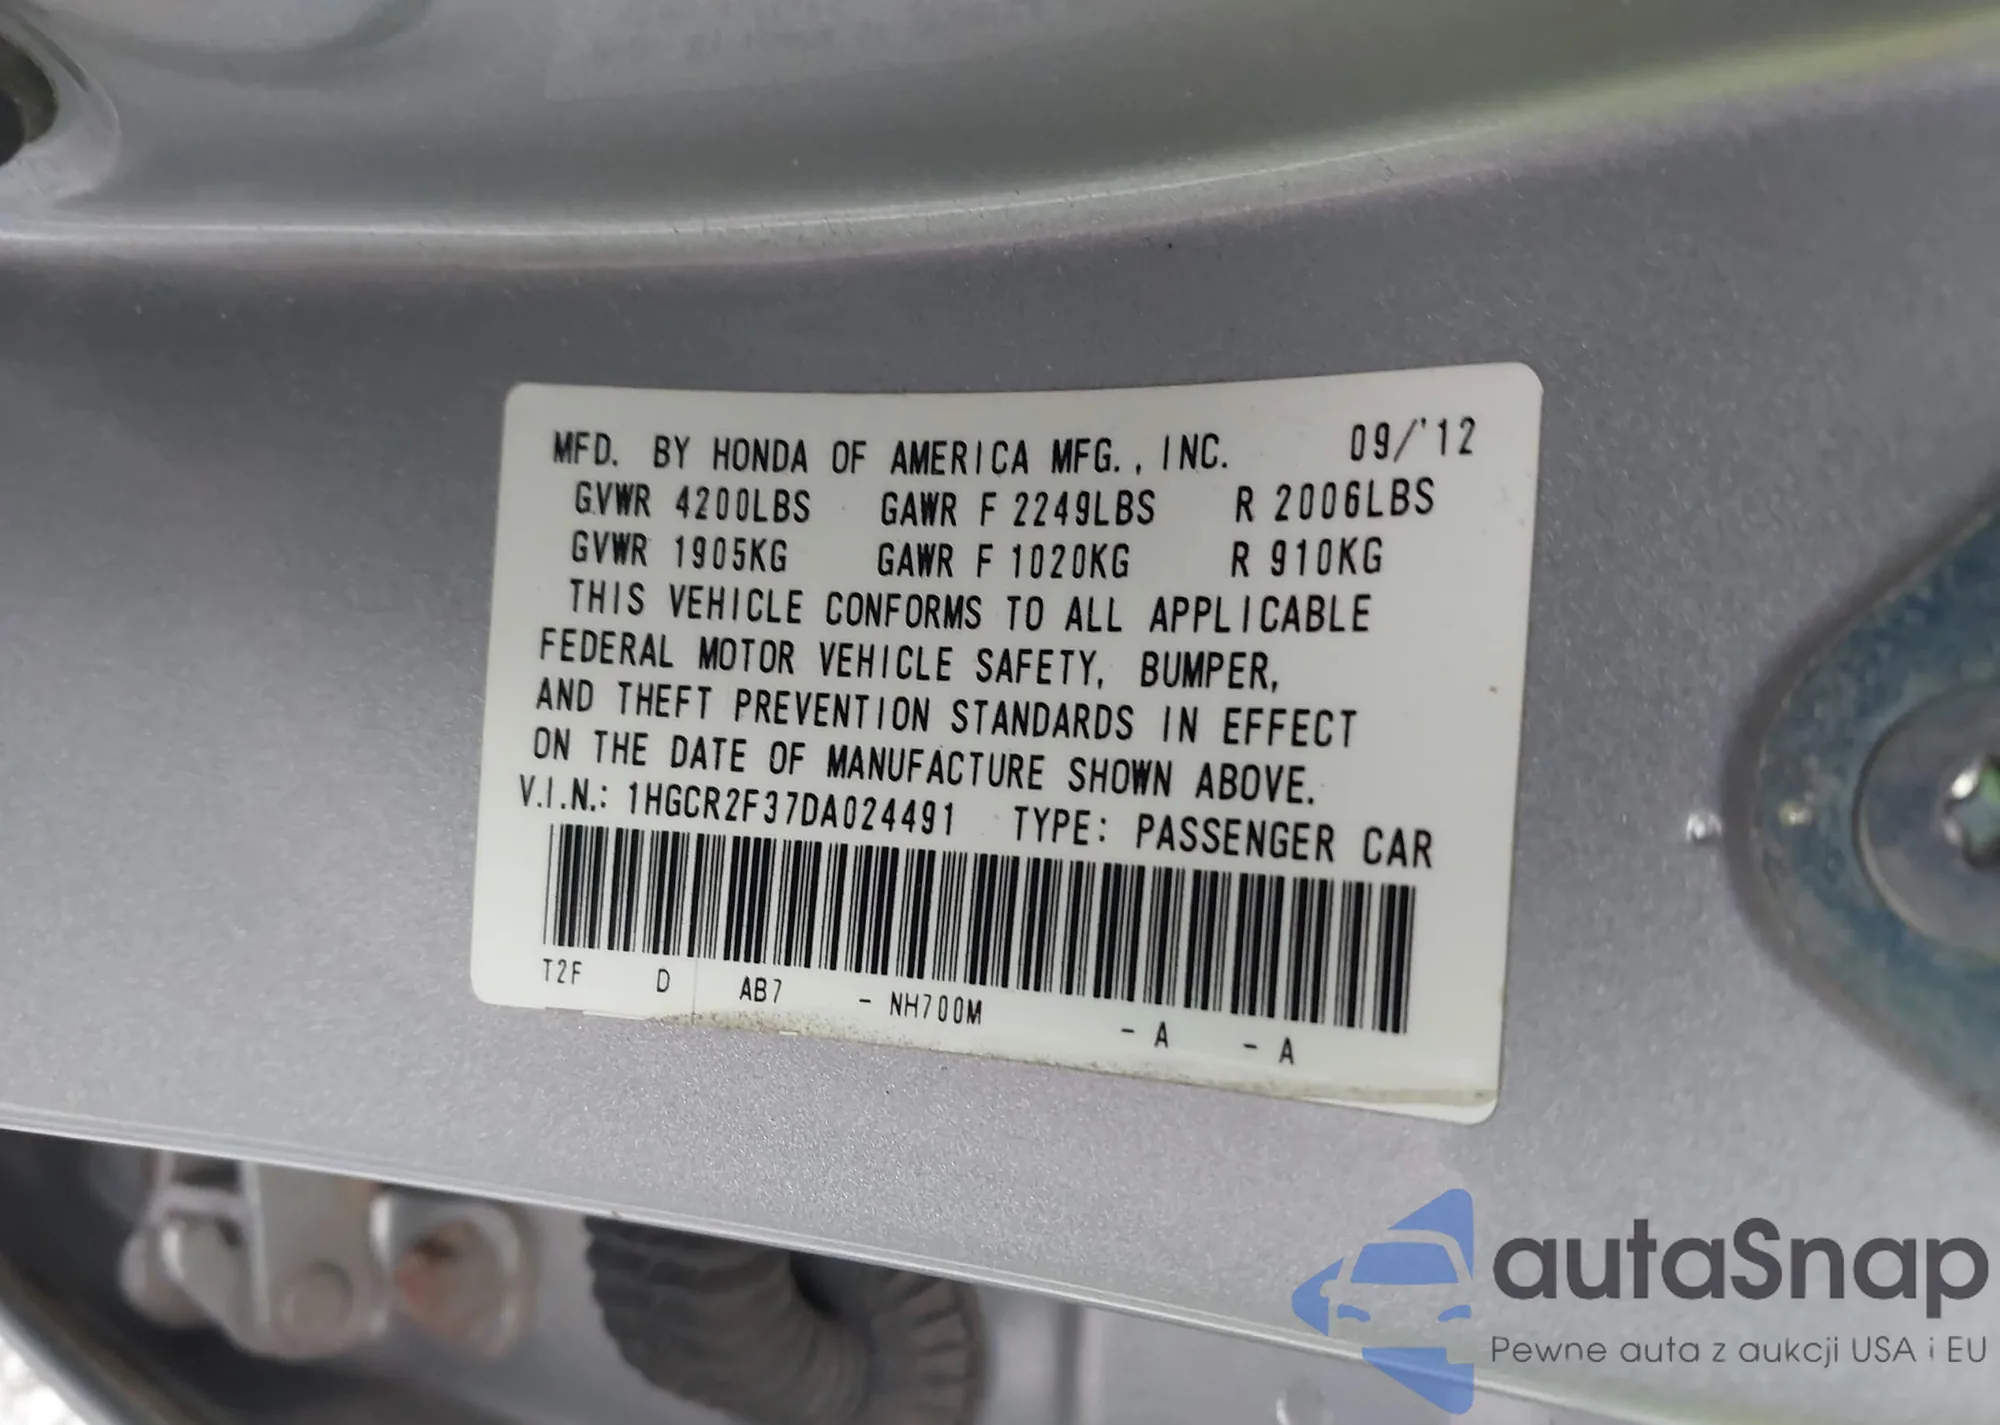 MFD. BY HONDA OF AMERICA MFG., INC. 09/'12
GVWR 4200LBS GAWR F 2249LBS R 2006LBS
GVWR 1905KG GAWR F 1020KG R 910KG
THIS VEHICLE CONFORMS TO ALL APPLICABLE
FEDERAL MOTOR VEHICLE SAFETY, BUMPER,
AND THEFT PREVENTION STANDARDS IN EFFECT
ON THE DATE OF MANUFACTURE SHOWN ABOVE.
V.I.N.: 1HGCR2F37DA024491 TYPE: PASSENGER CAR
T2F D AB7 - NH700M - A - A
autaSnap
Pewne auta z aukcji USA i EU